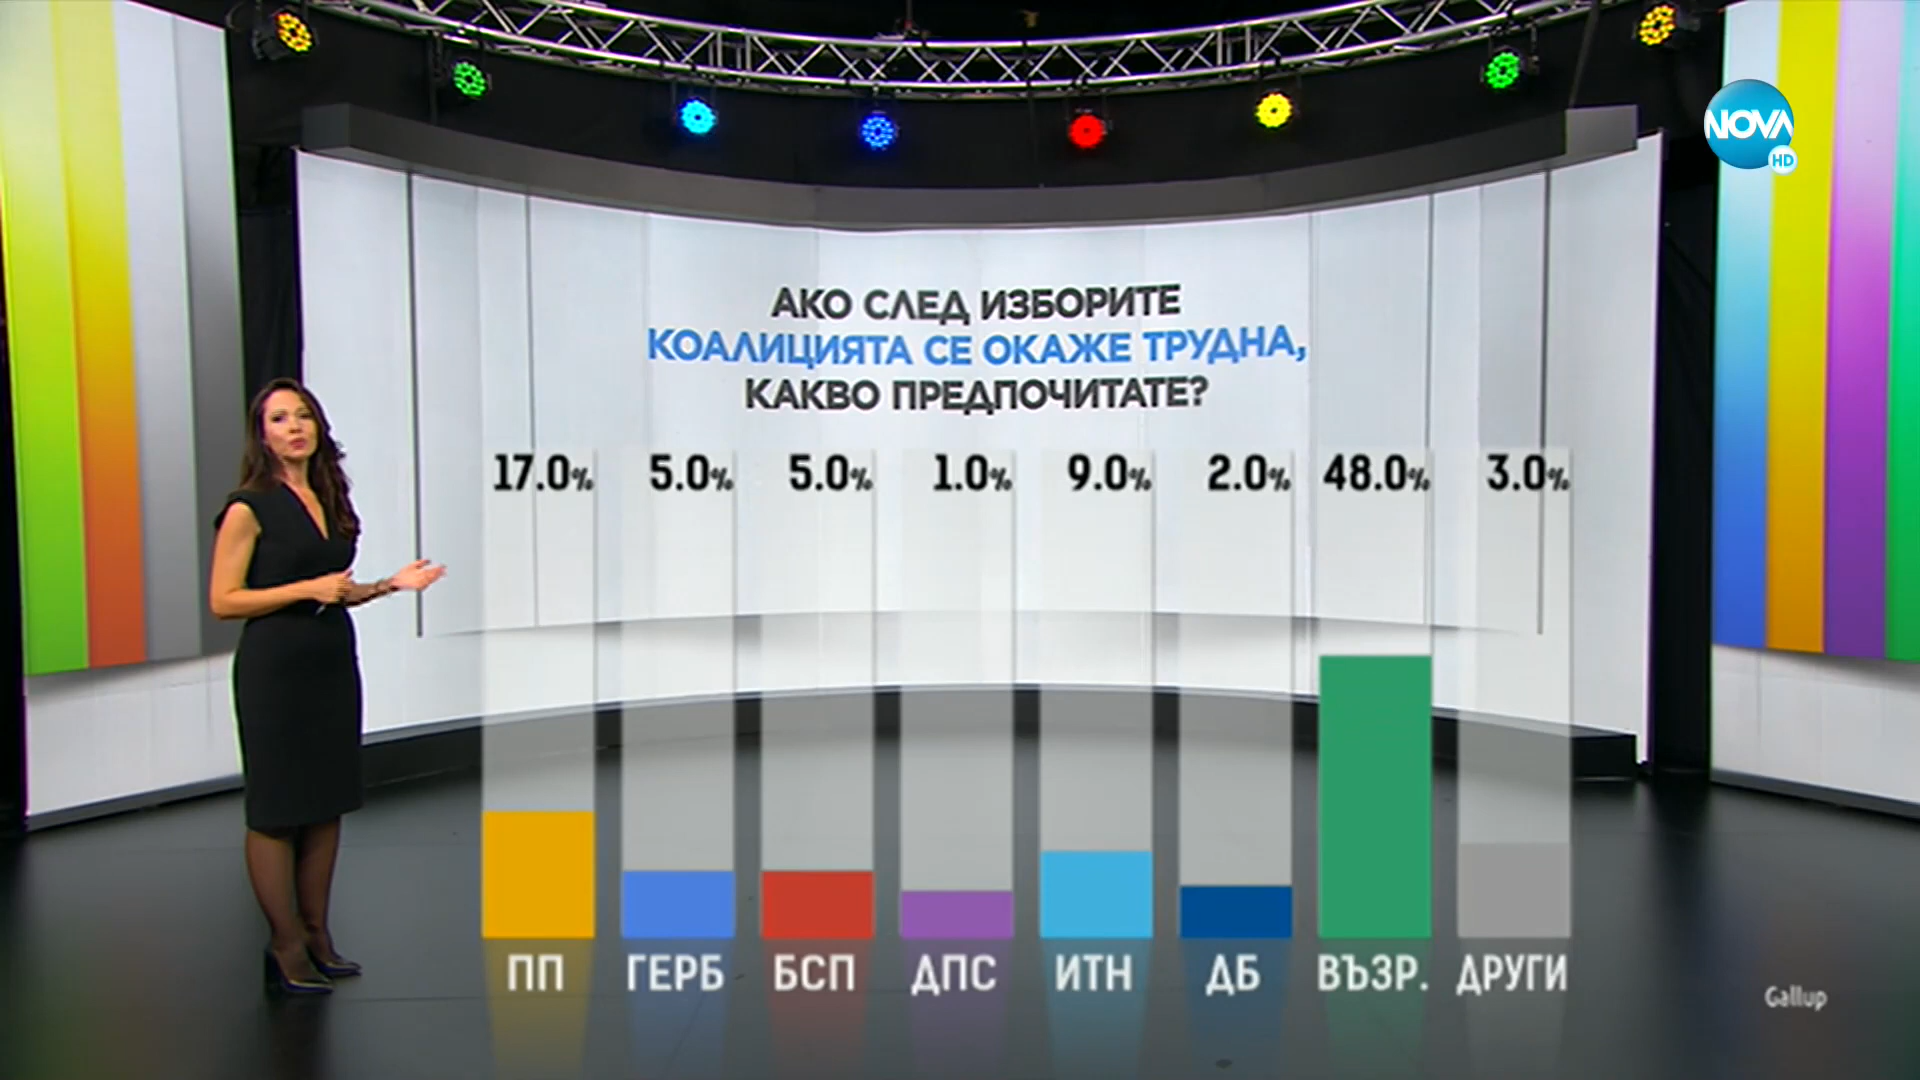 NOVA
HD
АКО СЛЕД ИЗБОРИТЕ
КОАЛИЦИЯТА СЕ ОКАЖЕ ТРУДНА,
КАКВО ПРЕДПОЧИТАТЕ?
17.0% 5.0% 5.0% 1.0% 9.0% 2.0% 48.0% 3.0%
ПП ГЕРБ БСП ДПС ИТН ДБ ВЪЗР. ДРУГИ
Gallup